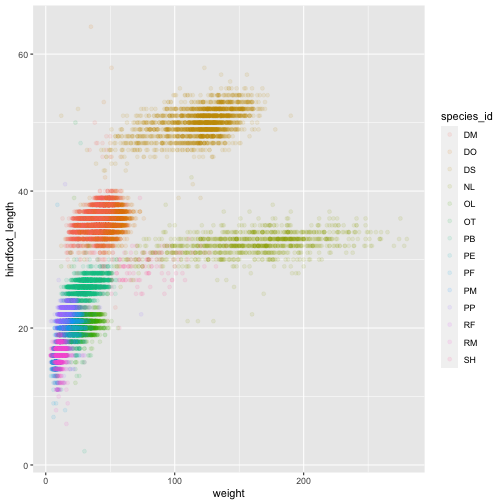 60
40
20
0
0
100
200
weight
hindfoot_length
species_id
DM
DO
DS
NL
OL
OT
PB
PE
PF
PM
PP
RF
RM
SH